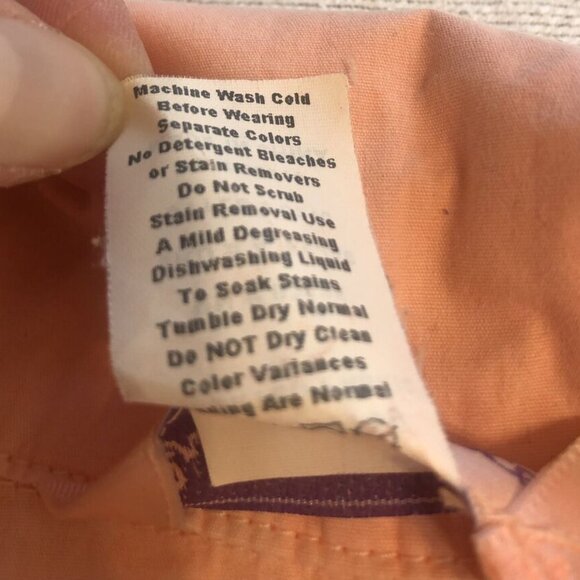 Machine Wash Cold
Before Wearing
Separate Colors
No Detergent Bleaches
or Stain Removers
Do Not Scrub
Stain Removal Use
A Mild Degreasing
Dishwashing Liquid
To Soak Stains
Tumble Dry Normal
Do NOT Dry Clean
Color Variances
Are Normal